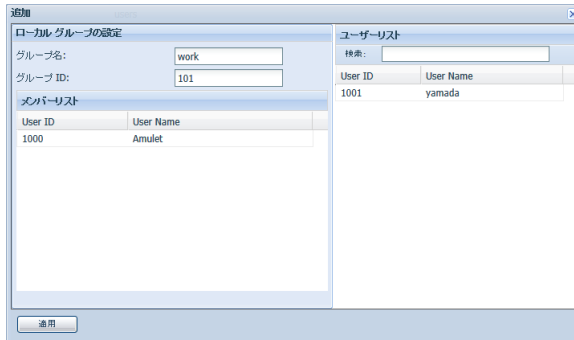 追加
ローカル グループの設定
グループ名: work
グループ ID: 101
メンバーリスト
User ID User Name
1000 Amulet
ユーザーリスト
検索:
User ID User Name
1001 yamada
適用